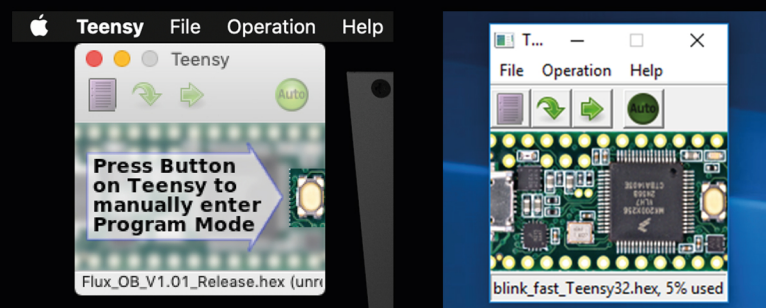 Teensy File Operation Help
Teensy
Auto
Press Button
on Teensy to
manually enter
Program Mode
Flux_OB_V1.01_Release.hex (unre
T...
File Operation Help
Auto
blink_fast_Teensy32.hex, 5% used